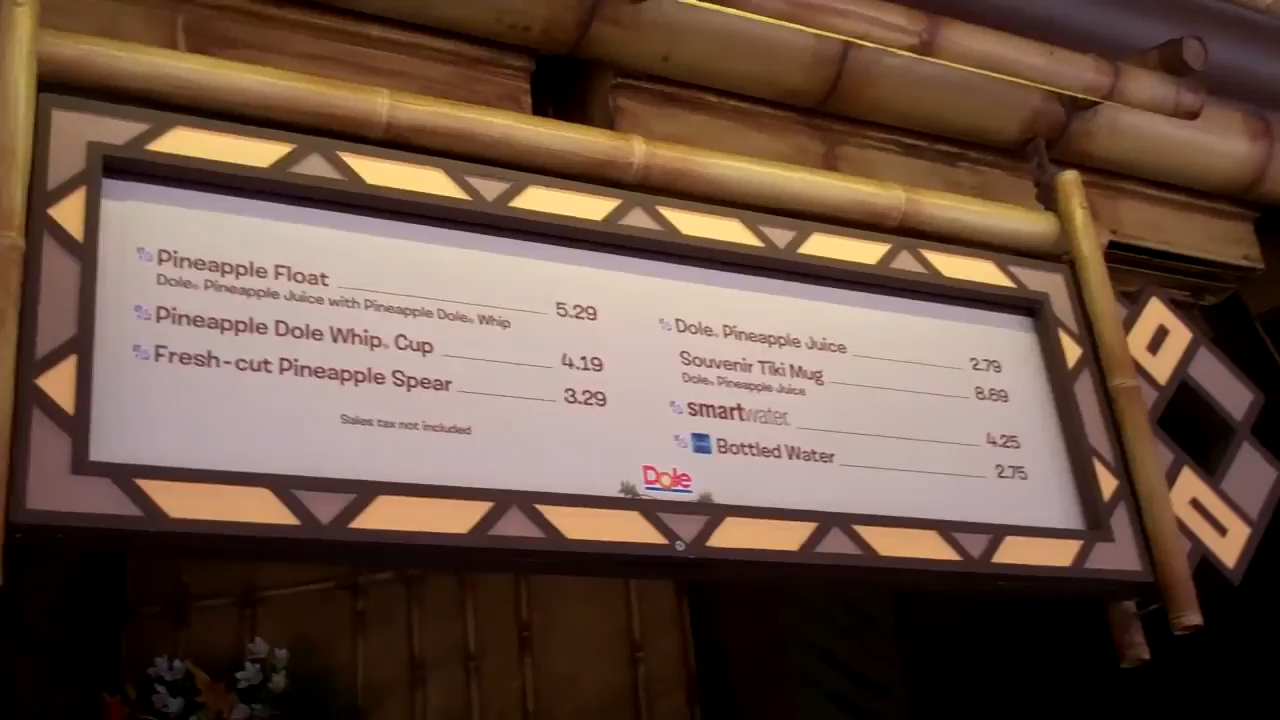 Pineapple Float 5.29
Dole® Pineapple Juice with Pineapple Dole® Whip
Pineapple Dole Whip® Cup 4.19
Fresh-cut Pineapple Spear 3.29
Sales tax not included
Dole® Pineapple Juice 2.79
Souvenir Tiki Mug 8.69
Dole® Pineapple Juice
smartwater® 4.25
Bottled Water 2.75
Dole